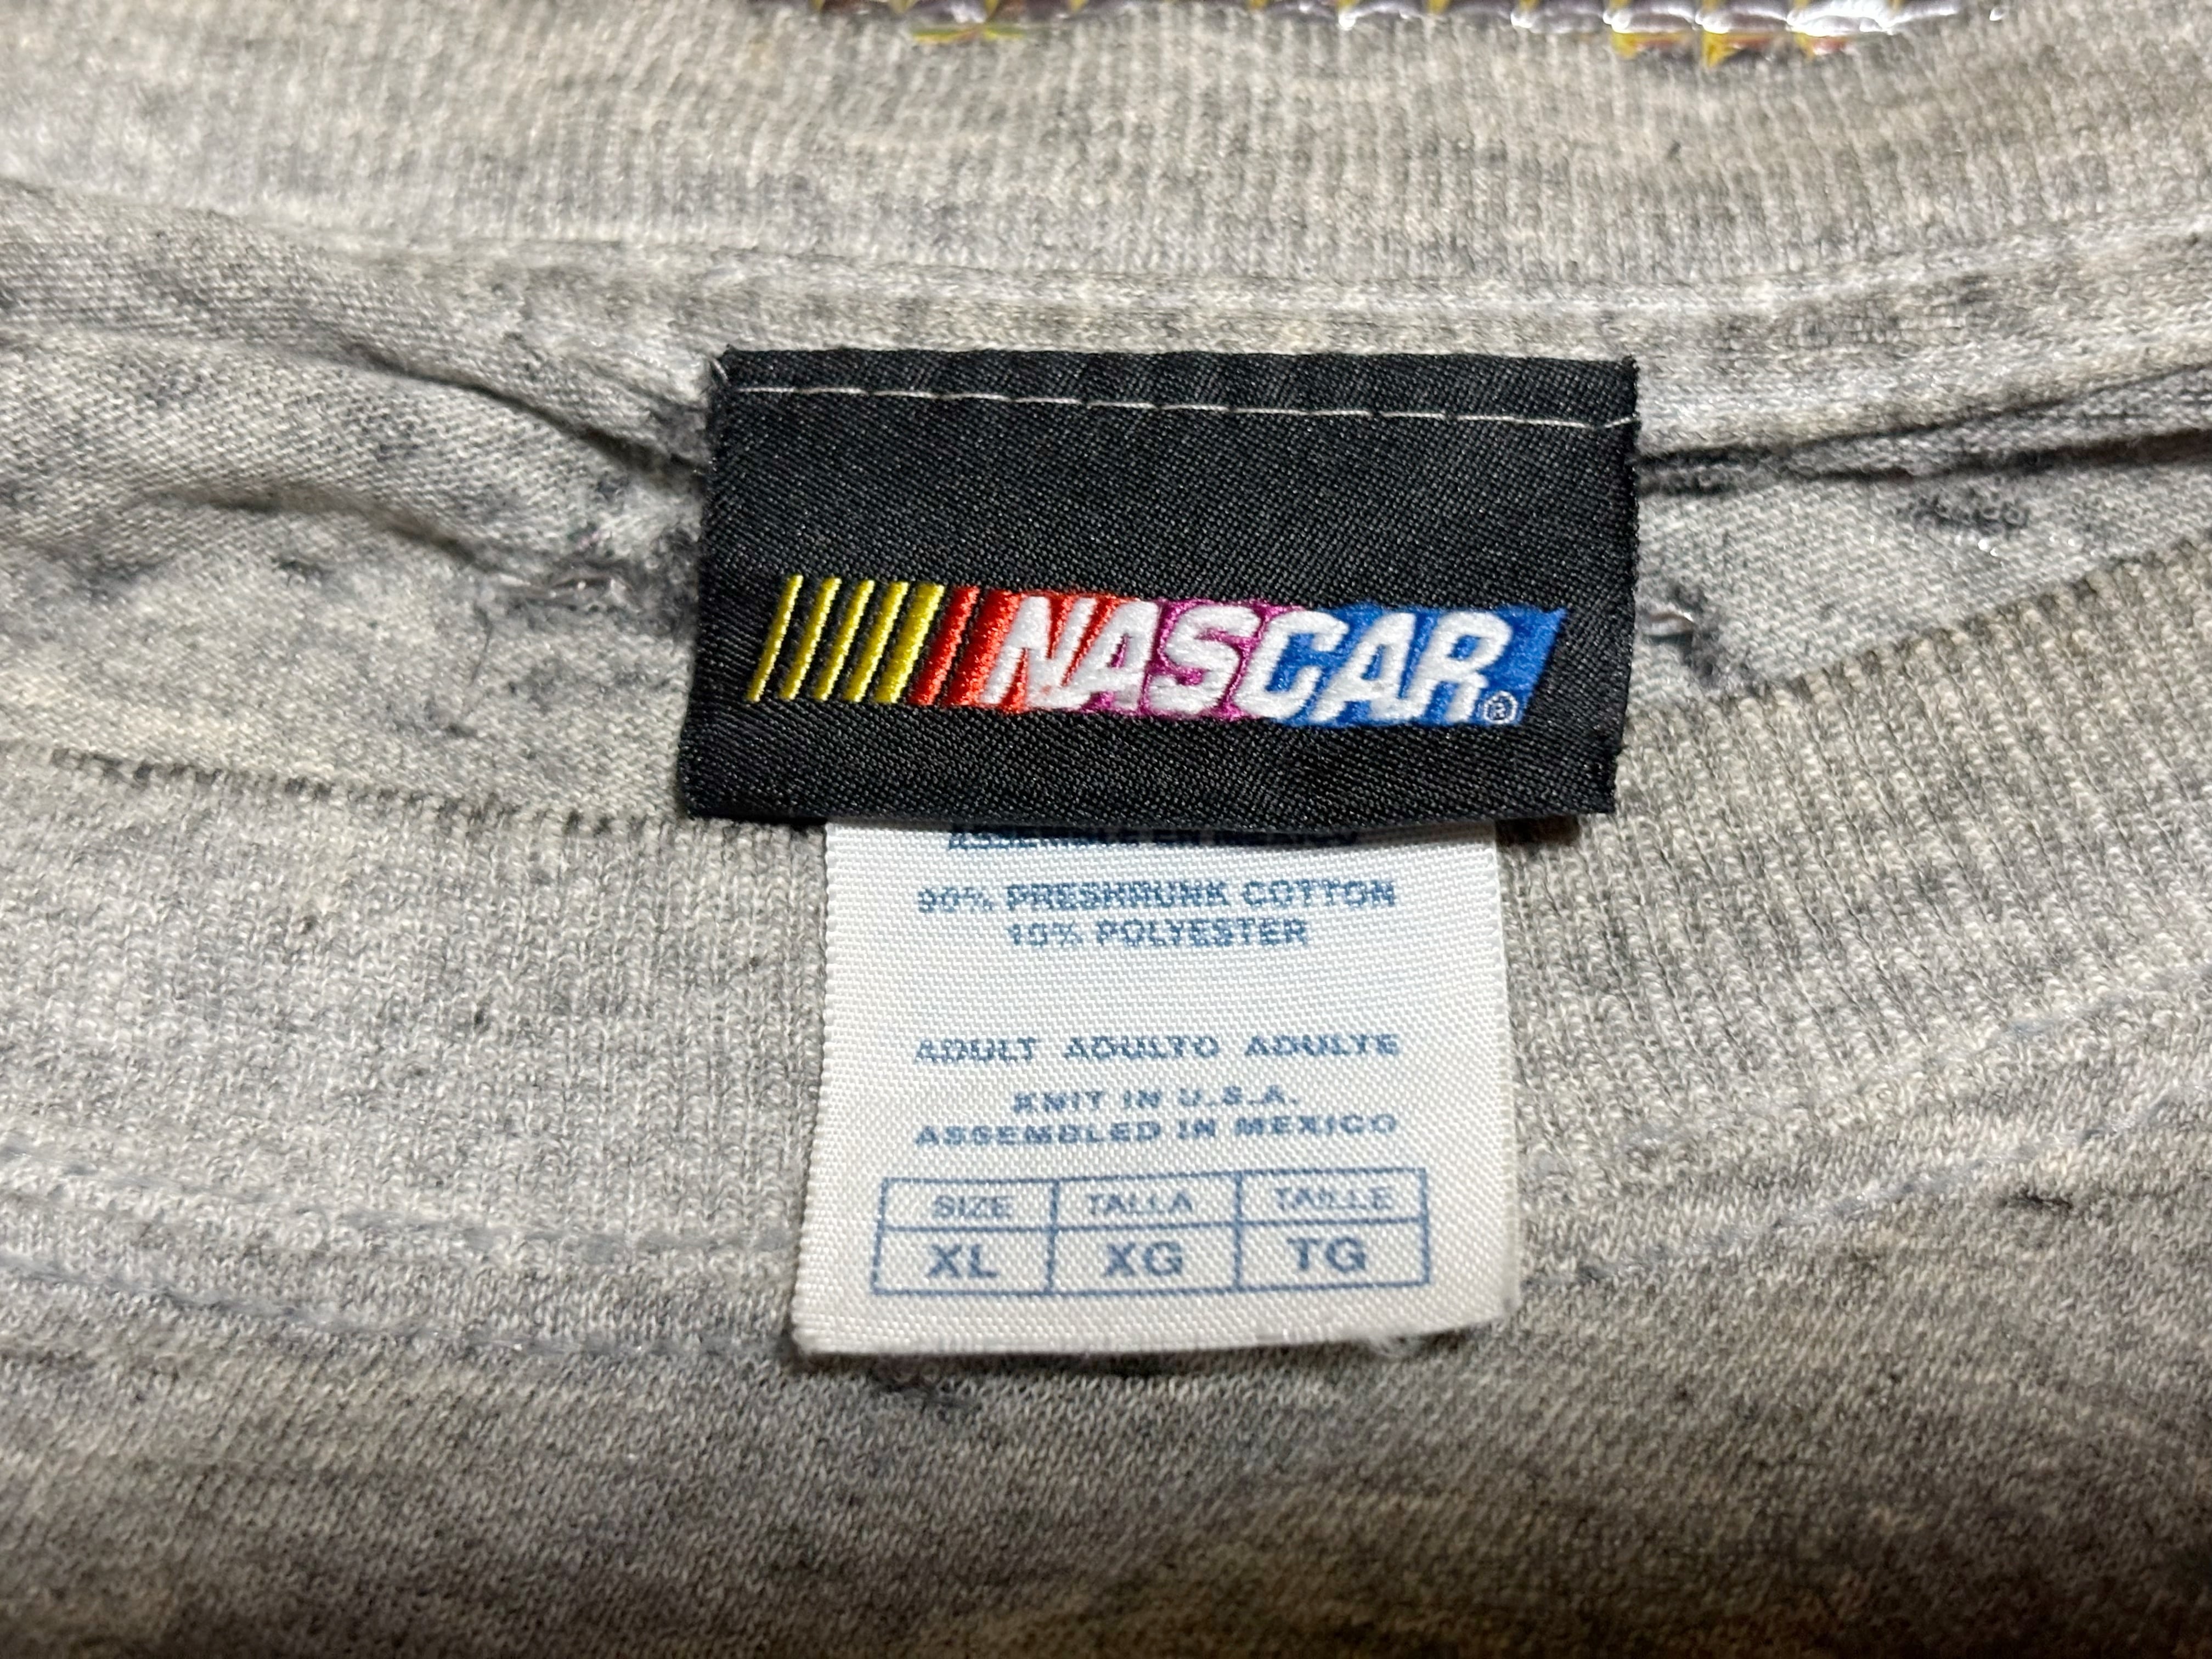 NASCAR®
90% PRESHRUNK COTTON
10% POLYESTER
ADULT ADULTO ADULTE
KNIT IN U.S.A.
ASSEMBLED IN MEXICO
SIZE TALLA TAILLE
XL XG TG